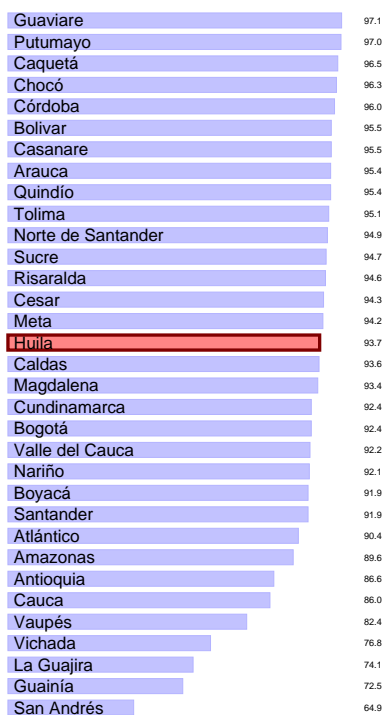 Guaviare 97.1
Putumayo 97.0
Caquetá 96.5
Chocó 96.3
Córdoba 96.0
Bolivar 95.5
Casanare 95.5
Arauca 95.4
Quindío 95.4
Tolima 95.1
Norte de Santander 94.9
Sucre 94.7
Risaralda 94.6
Cesar 94.3
Meta 94.2
Huila 93.7
Caldas 93.6
Magdalena 93.4
Cundinamarca 92.4
Bogotá 92.4
Valle del Cauca 92.2
Nariño 92.1
Boyacá 91.9
Santander 91.9
Atlántico 90.4
Amazonas 89.6
Antioquia 86.6
Cauca 86.0
Vaupés 82.4
Vichada 76.8
La Guajira 74.1
Guainía 72.5
San Andrés 64.9